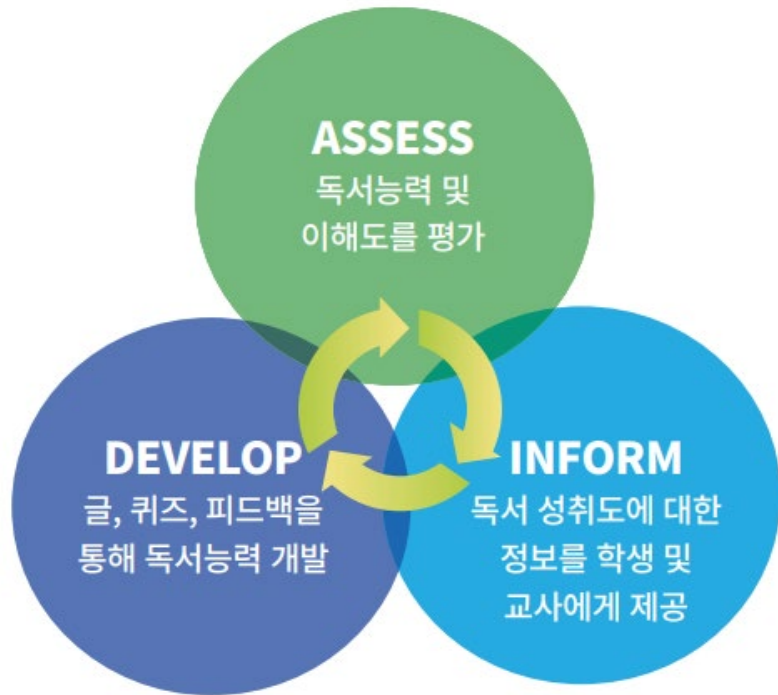 ASSESS
독서능력 및
이해도를 평가
DEVELOP
글, 퀴즈, 피드백을
통해 독서능력 개발
INFORM
독서 성취도에 대한
정보를 학생 및
교사에게 제공